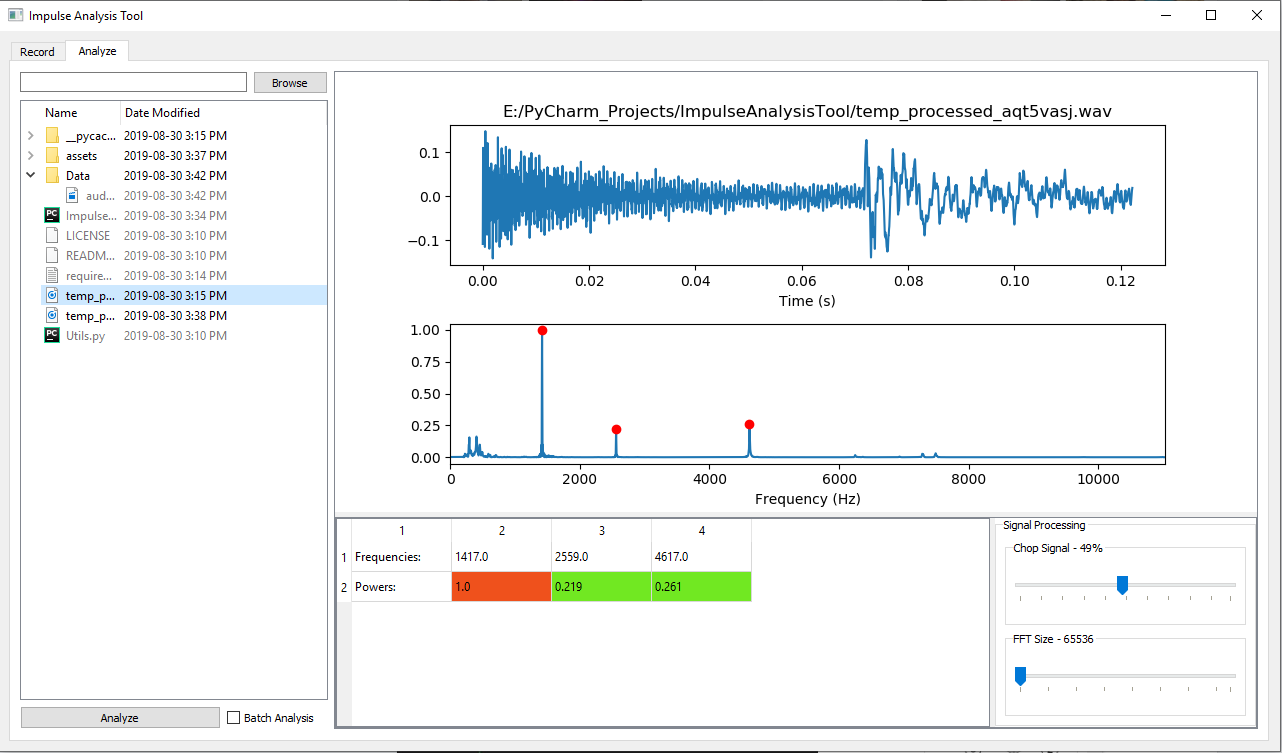 Impulse Analysis Tool
Record Analyze
Browse
Name Date Modified
__pycac... 2019-08-30 3:15 PM
assets 2019-08-30 3:37 PM
Data 2019-08-30 3:42 PM
aud... 2019-08-30 3:42 PM
PC Impulse... 2019-08-30 3:34 PM
LICENSE 2019-08-30 3:10 PM
READM... 2019-08-30 3:10 PM
require... 2019-08-30 3:14 PM
temp_p... 2019-08-30 3:15 PM
temp_p... 2019-08-30 3:38 PM
PC Utils.py 2019-08-30 3:10 PM
Analyze
Batch Analysis
E:/PyCharm_Projects/ImpulseAnalysisTool/temp_processed_aqt5vasj.wav
0.1
0.0
−0.1
0.00 0.02 0.04 0.06 0.08 0.10 0.12
Time (s)
1.00
0.75
0.50
0.25
0.00
0 2000 4000 6000 8000 10000
Frequency (Hz)
1 2 3 4
1 Frequencies: 1417.0 2559.0 4617.0
2 Powers: 1.0 0.219 0.261
Signal Processing
Chop Signal - 49%
FFT Size - 65536